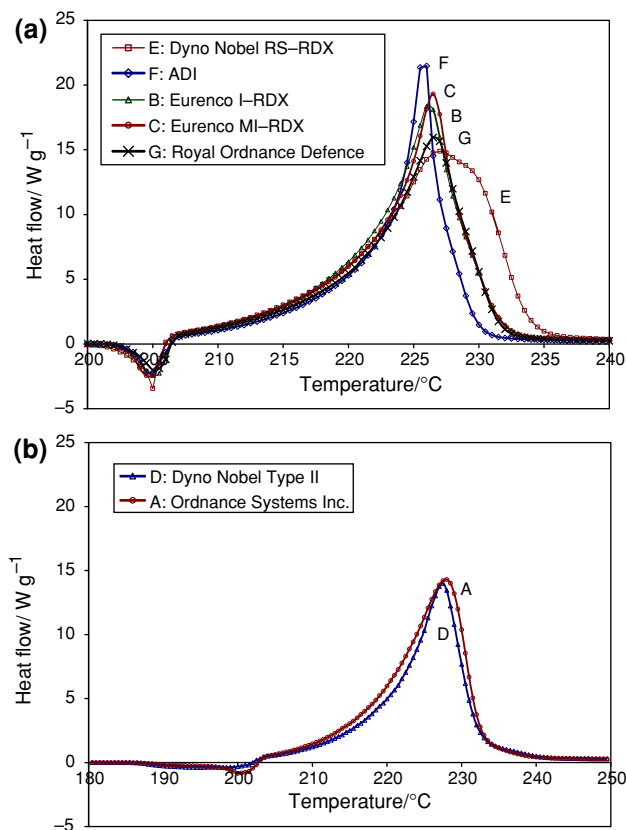 (a)
25
20
15
10
5
0
−5
Heat flow/ W g⁻¹
E: Dyno Nobel RS–RDX
F: ADI
B: Eurenco I–RDX
C: Eurenco MI–RDX
G: Royal Ordnance Defence
F
C
B
G
E
200 205 210 215 220 225 230 235 240
Temperature/°C
(b)
25
20
15
10
5
0
−5
Heat flow/ W g⁻¹
D: Dyno Nobel Type II
A: Ordnance Systems Inc.
A
D
180 190 200 210 220 230 240 250
Temperature/°C